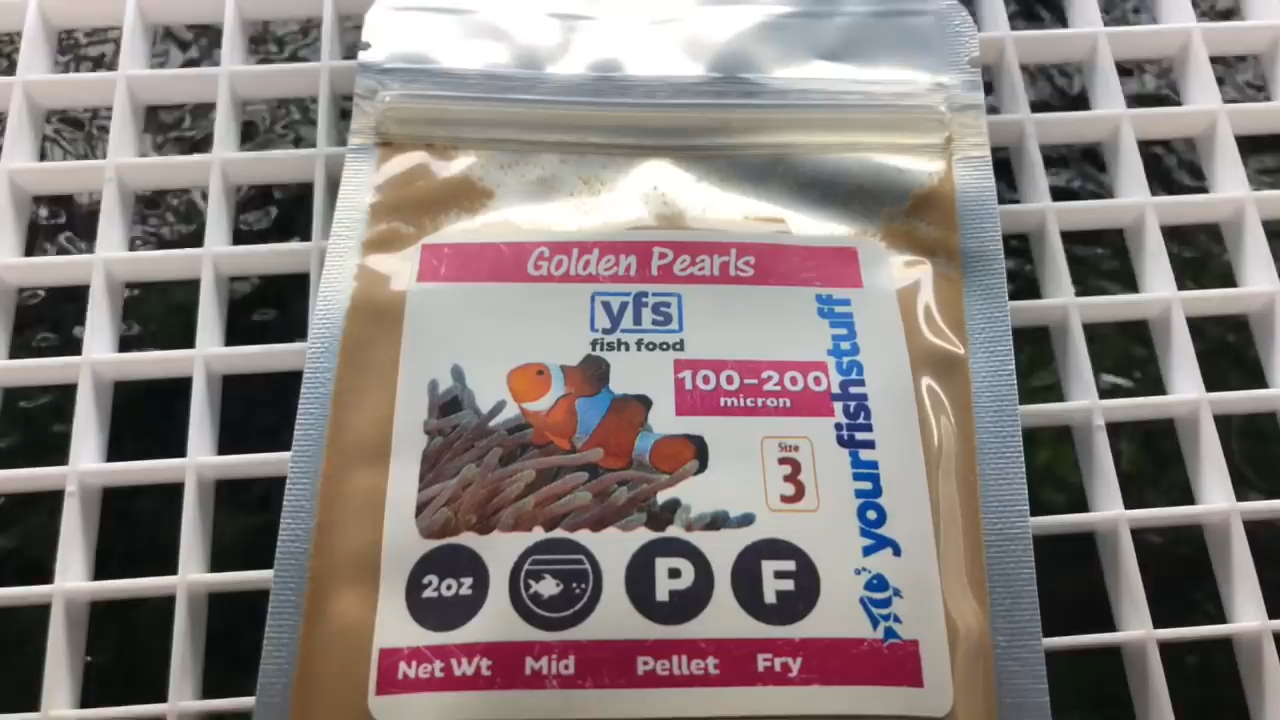 Golden Pearls
yfs
fish food
100-200
micron
Size
3
yourfishstuff
2oz
P
F
Net Wt Mid Pellet Fry